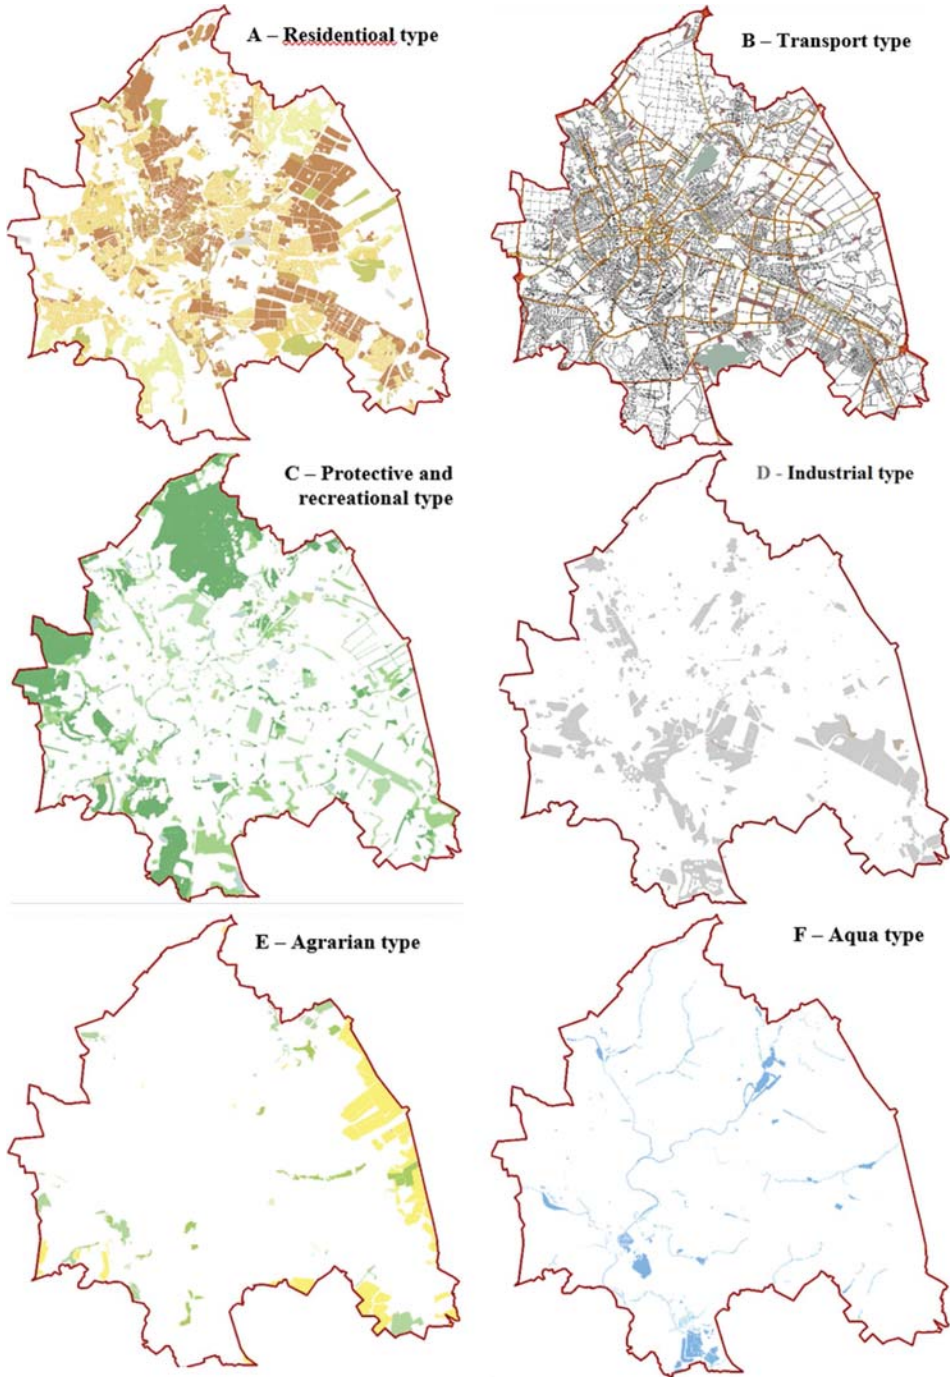 A – Residentioal type
B – Transport type
C – Protective and
recreational type
D - Industrial type
E – Agrarian type
F – Aqua type